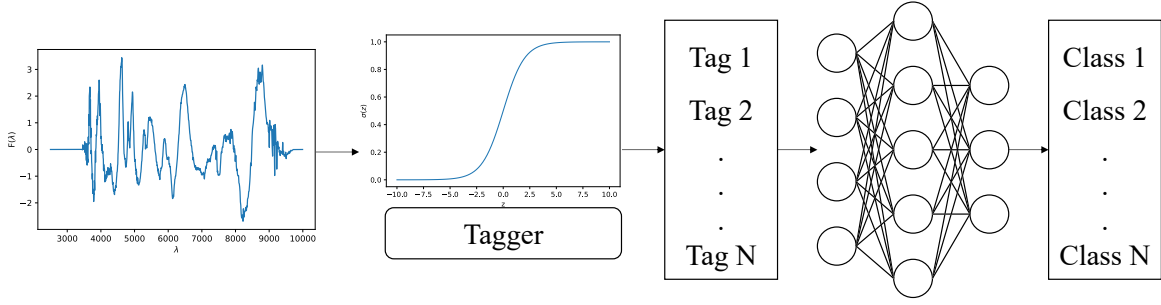 F(λ)
3
2
1
0
−1
−2
3000 4000 5000 6000 7000 8000 9000 10000
λ
σ(z)
1.0
0.8
0.6
0.4
0.2
0.0
−10.0 −7.5 −5.0 −2.5 0.0 2.5 5.0 7.5 10.0
z
Tagger
Tag 1
Tag 2
.
.
.
Tag N
Class 1
Class 2
.
.
.
Class N